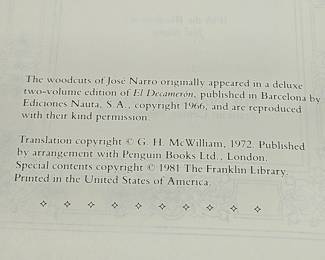 The woodcuts of José Narro originally appeared in a deluxe
two-volume edition of El Decamerón, published in Barcelona by
Ediciones Nauta, S.A., copyright 1966, and are reproduced
with their kind permission.
Translation copyright © G. H. McWilliam, 1972. Published
by arrangement with Penguin Books Ltd., London.
Special contents copyright © 1981 The Franklin Library.
Printed in the United States of America.